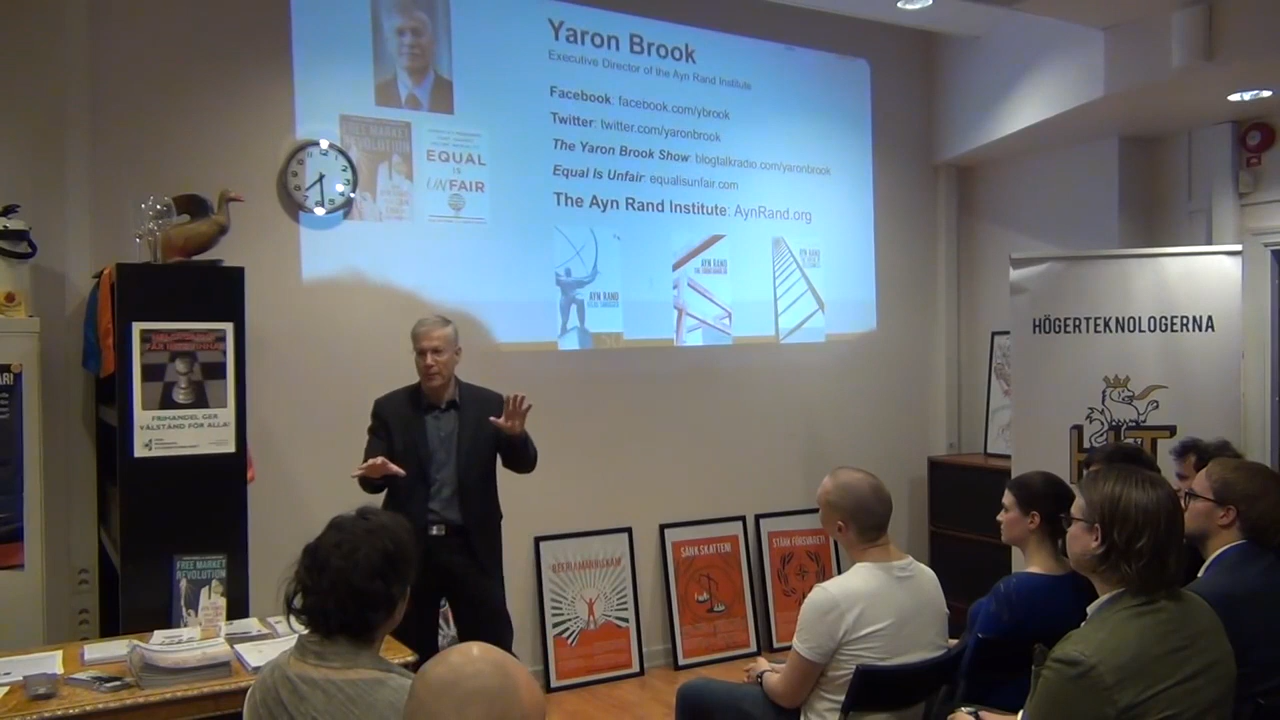 Yaron Brook
Executive Director of the Ayn Rand Institute
Facebook: facebook.com/ybrook
Twitter: twitter.com/yaronbrook
The Yaron Brook Show: blogtalkradio.com/yaronbrook
Equal Is Unfair: equalisunfair.com
The Ayn Rand Institute: AynRand.org
FREE MARKET
REVOLUTION
EQUAL
IS
UNFAIR
AYN RAND
AYN RAND
AYN RAND
HÖGERTEKNOLOGERNA
HT
FRIHANDEL GER
VÄLSTÅND FÖR ALLA!
FREE MARKET
REVOLUTION
SÄNK SKATTEN!
STÄRK FÖRSVARET!